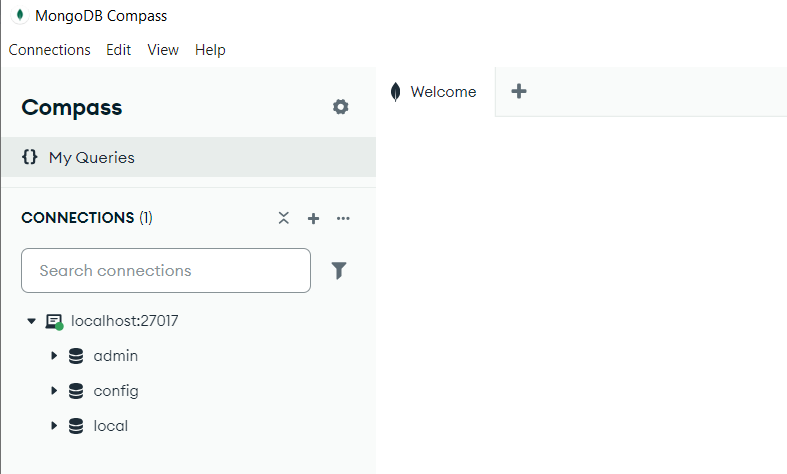 MongoDB Compass
Connections Edit View Help
Compass
Welcome
{} My Queries
CONNECTIONS (1)
Search connections
localhost:27017
admin
config
local